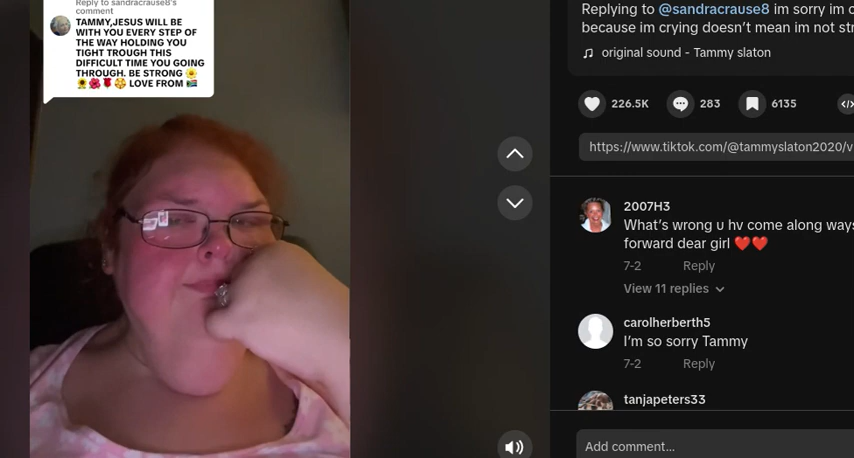 Reply to sandracrause8's
comment
TAMMY,JESUS WILL BE
WITH YOU EVERY STEP OF
THE WAY HOLDING YOU
TIGHT TROUGH THIS
DIFFICULT TIME YOU GOING
THROUGH. BE STRONG 🌻
🌻🌺🌹🏵️ LOVE FROM 🇿🇦
Replying to @sandracrause8 im sorry im c
because im crying doesn't mean im not str
original sound - Tammy slaton
226.5K
283
6135
https://www.tiktok.com/@tammyslaton2020/v
2007H3
What's wrong u hv come along ways
forward dear girl ❤️❤️
7-2 Reply
View 11 replies
carolherberth5
I'm so sorry Tammy
7-2 Reply
tanjapeters33
Add comment...